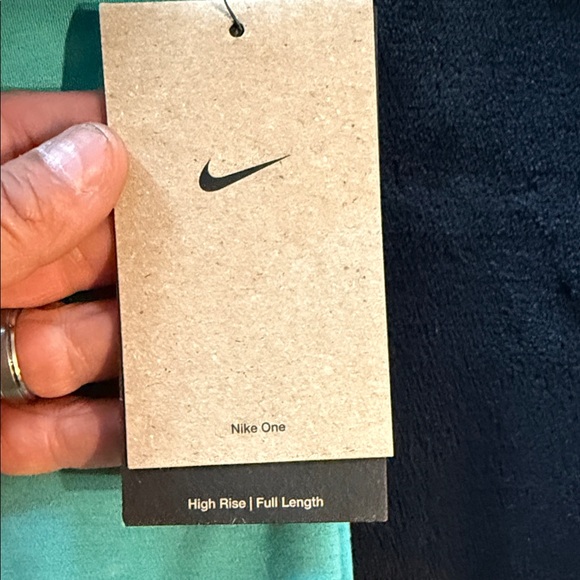 Nike One
High Rise | Full Length